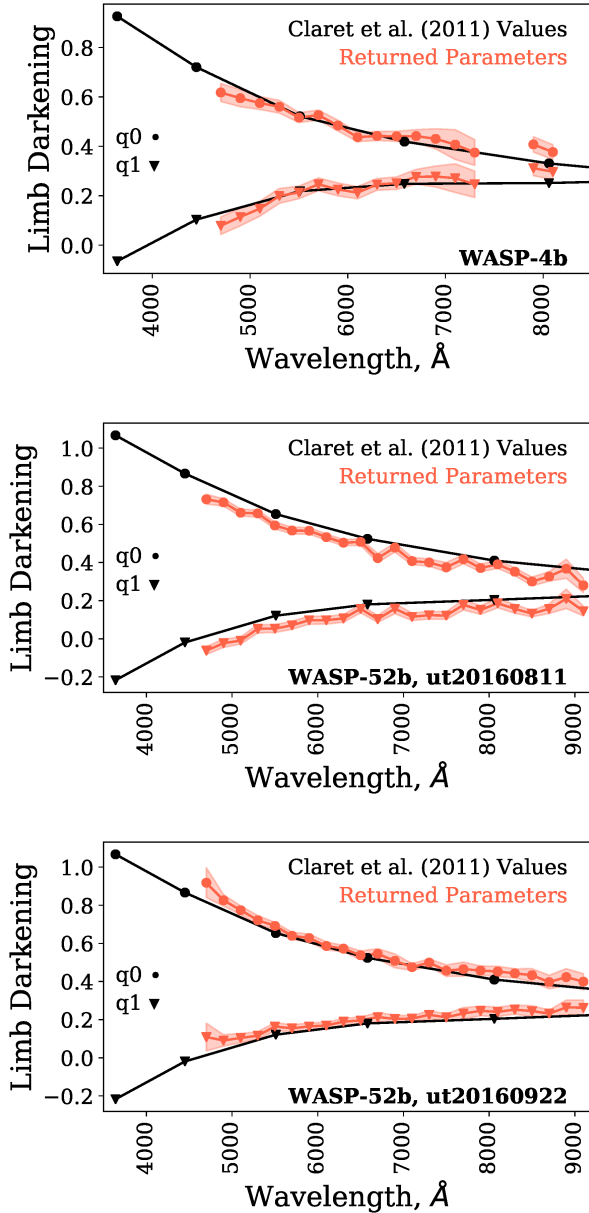 Claret et al. (2011) Values
Returned Parameters
q0
q1
WASP-4b
Limb Darkening
0.8
0.6
0.4
0.2
0.0
4000
5000
6000
7000
8000
Wavelength, Å
Claret et al. (2011) Values
Returned Parameters
q0
q1
WASP-52b, ut20160811
Limb Darkening
1.0
0.8
0.6
0.4
0.2
0.0
−0.2
4000
5000
6000
7000
8000
9000
Wavelength, Å
Claret et al. (2011) Values
Returned Parameters
q0
q1
WASP-52b, ut20160922
Limb Darkening
1.0
0.8
0.6
0.4
0.2
0.0
−0.2
4000
5000
6000
7000
8000
9000
Wavelength, Å